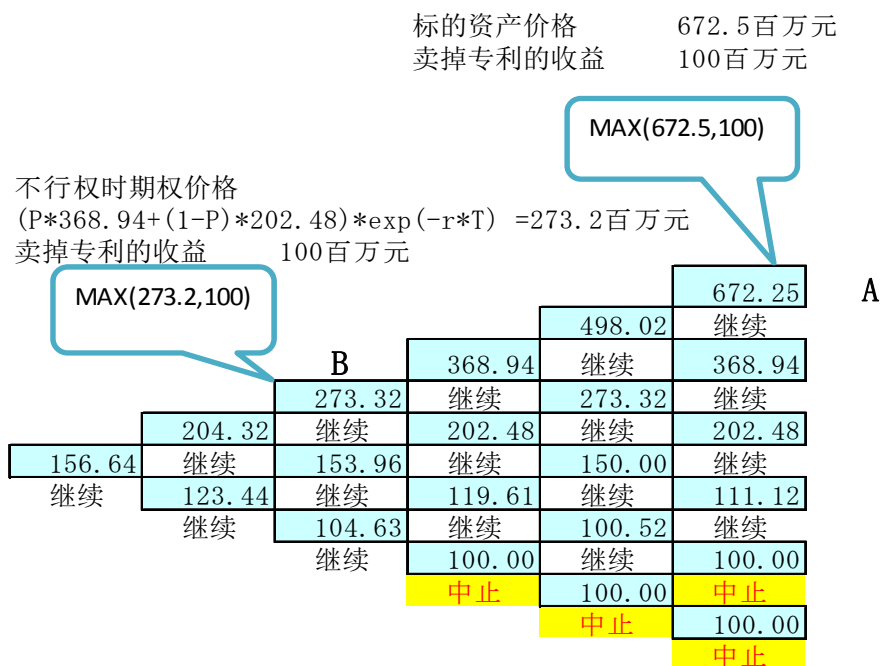 标的资产价格 672.5百万元
卖掉专利的收益 100百万元
MAX(672.5,100)
不行权时期权价格
(P*368.94+(1-P)*202.48)*exp(-r*T) =273.2百万元
卖掉专利的收益 100百万元
MAX(273.2,100)
672.25 A
498.02 继续
B 368.94 继续 368.94
273.32 继续 273.32 继续
204.32 继续 202.48 继续 202.48
156.64 继续 153.96 继续 150.00 继续
继续 123.44 继续 119.61 继续 111.12
继续 104.63 继续 100.52 继续
继续 100.00 继续 100.00
中止 100.00 中止
中止 100.00
中止